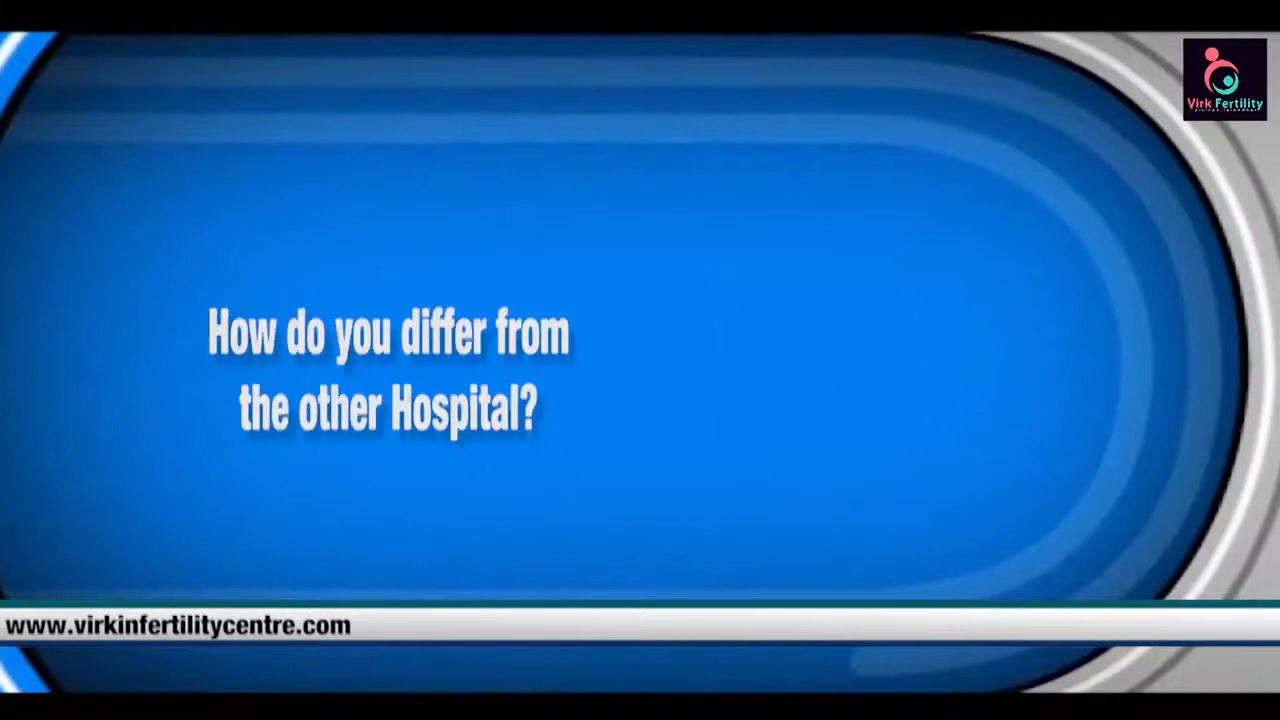 Virk Fertility
How do you differ from
the other Hospital?
www.virkinfertilitycentre.com